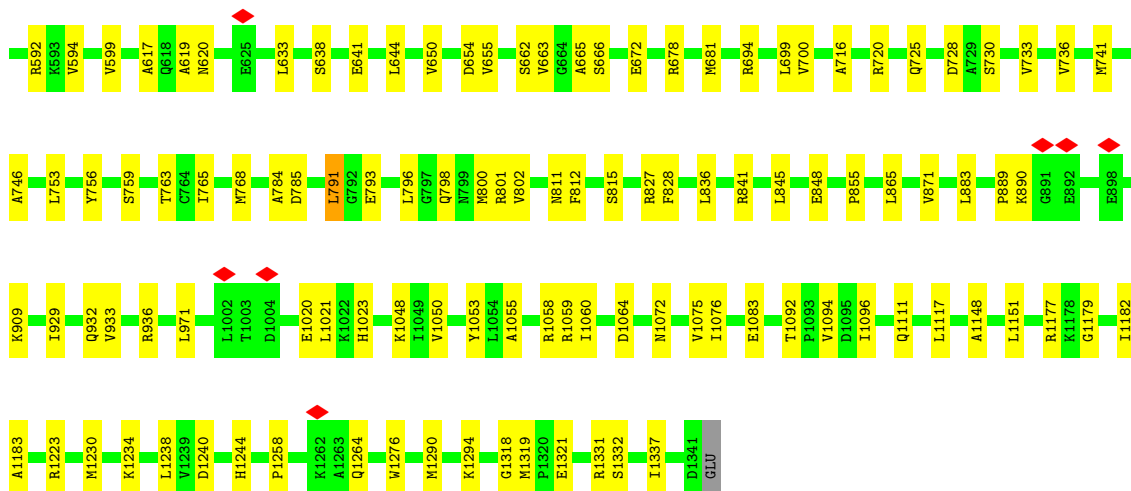 R592 K593 V594 V599 A617 Q618 A619 N620 E625 L633 S638 E641 L644 V650 D654 V655 S662 V663 G664 A665 S666 E672 R678 M681 R694 L699 V700 A716 R720 Q725 D728 A729 S730 V733 V736 M741
A746 L753 Y756 S759 T763 C764 I765 M768 A784 D785 L791 G792 E793 L796 G797 Q798 N799 M800 R801 V802 N811 F812 S815 R827 F828 L836 R841 L845 E848 P855 L865 V871 L883 P889 K890 G891 E892 E898
K909 I929 Q932 V933 R936 L971 L1002 T1003 D1004 E1020 L1021 K1022 H1023 K1048 I1049 V1050 Y1053 L1054 A1055 R1058 R1059 I1060 D1064 N1072 V1075 I1076 E1083 T1092 P1093 V1094 D1095 I1096 Q1111 L1117 A1148 L1151 R1177 K1178 G1179 I1182
A1183 R1223 M1230 K1234 L1238 V1239 D1240 H1244 P1258 K1262 A1263 Q1264 W1276 M1290 K1294 G1318 M1319 P1320 E1321 R1331 S1332 I1337 D1341 GLU